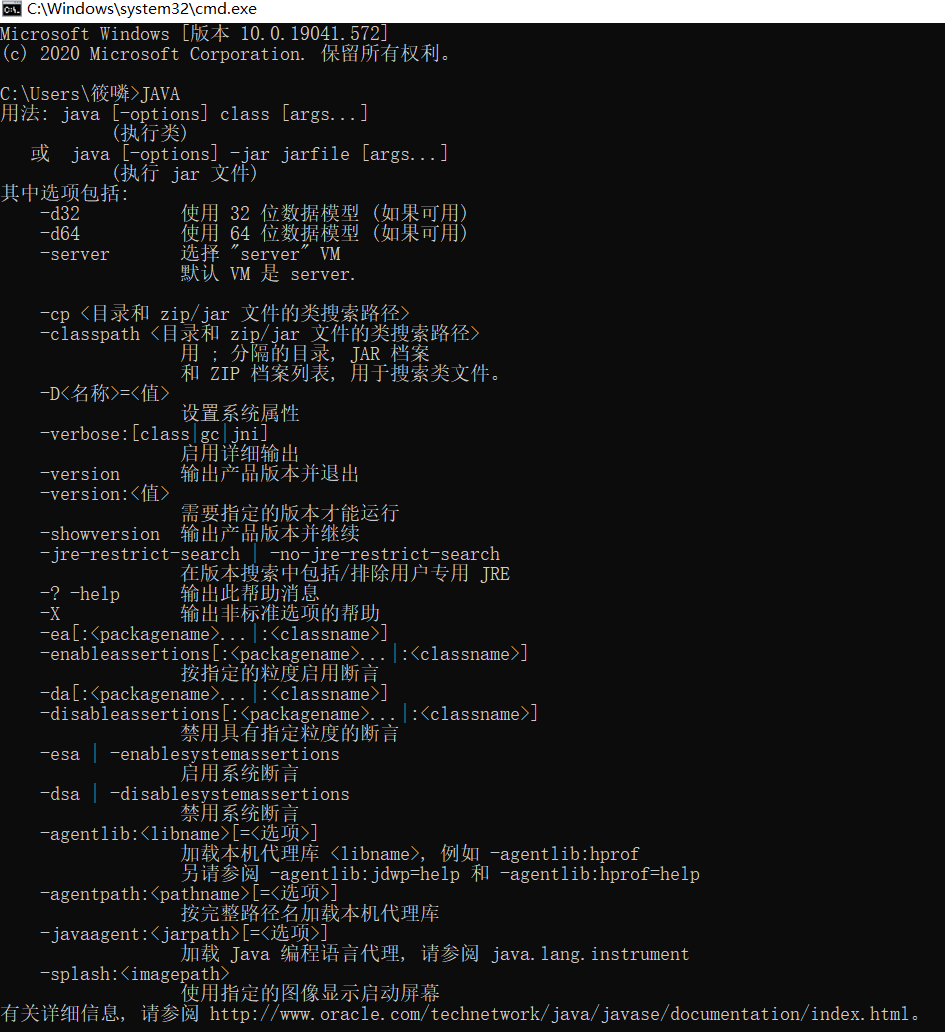 C:\Windows\system32\cmd.exe
Microsoft Windows [版本 10.0.19041.572]
(c) 2020 Microsoft Corporation. 保留所有权利。
C:\Users\筱嶙>JAVA
用法: java [-options] class [args...]
(执行类)
或 java [-options] -jar jarfile [args...]
(执行 jar 文件)
其中选项包括:
-d32 使用 32 位数据模型 (如果可用)
-d64 使用 64 位数据模型 (如果可用)
-server 选择 "server" VM
默认 VM 是 server.
-cp <目录和 zip/jar 文件的类搜索路径>
-classpath <目录和 zip/jar 文件的类搜索路径>
用 ; 分隔的目录, JAR 档案
和 ZIP 档案列表, 用于搜索类文件。
-D<名称>=<值>
设置系统属性
-verbose:[class|gc|jni]
启用详细输出
-version 输出产品版本并退出
-version:<值>
需要指定的版本才能运行
-showversion 输出产品版本并继续
-jre-restrict-search | -no-jre-restrict-search
在版本搜索中包括/排除用户专用 JRE
-? -help 输出此帮助消息
-X 输出非标准选项的帮助
-ea[:<packagename>...|:<classname>]
-enableassertions[:<packagename>...|:<classname>]
按指定的粒度启用断言
-da[:<packagename>...|:<classname>]
-disableassertions[:<packagename>...|:<classname>]
禁用具有指定粒度的断言
-esa | -enablesystemassertions
启用系统断言
-dsa | -disablesystemassertions
禁用系统断言
-agentlib:<libname>[=<选项>]
加载本机代理库 <libname>, 例如 -agentlib:hprof
另请参阅 -agentlib:jdwp=help 和 -agentlib:hprof=help
-agentpath:<pathname>[=<选项>]
按完整路径名加载本机代理库
-javaagent:<jarpath>[=<选项>]
加载 Java 编程语言代理, 请参阅 java.lang.instrument
-splash:<imagepath>
使用指定的图像显示启动屏幕
有关详细信息, 请参阅 http://www.oracle.com/technetwork/java/javase/documentation/index.html。